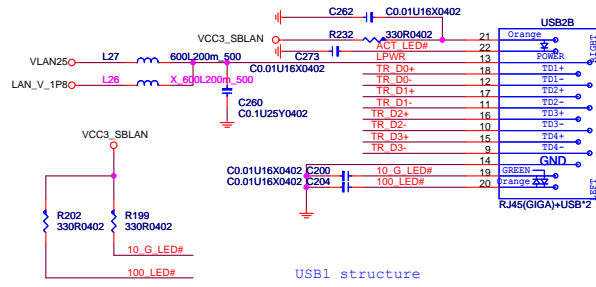 C262 C0.01U16X0402
USB2B
VCC3_SBLAN R232 330R0402 21 Orange
ACT_LED# 22
RIGHT
VLAN25 L27 600L200m_500 C273 LPWR 13 POWER
C0.01U16X0402 TR_D0+ 18 TD1+
LAN_V_1P8 L26 X_600L200m_500 TR_D0- 12 TD1-
TR_D1+ 17 TD2+
C260 TR_D1- 11 TD2-
C0.1U25Y0402 TR_D2+ 16 TD3+
TR_D2- 10 TD3-
VCC3_SBLAN TR_D3+ 15 TD4+
TR_D3- 9 TD4-
14 GND
C0.01U16X0402 C200 10_G_LED# 19 GREEN
C0.01U16X0402 C204 100_LED# 20 Orange
LEFT
RJ45(GIGA)+USB*2
R202 R199
330R0402 330R0402
10_G_LED#
100_LED#
USB1 structure